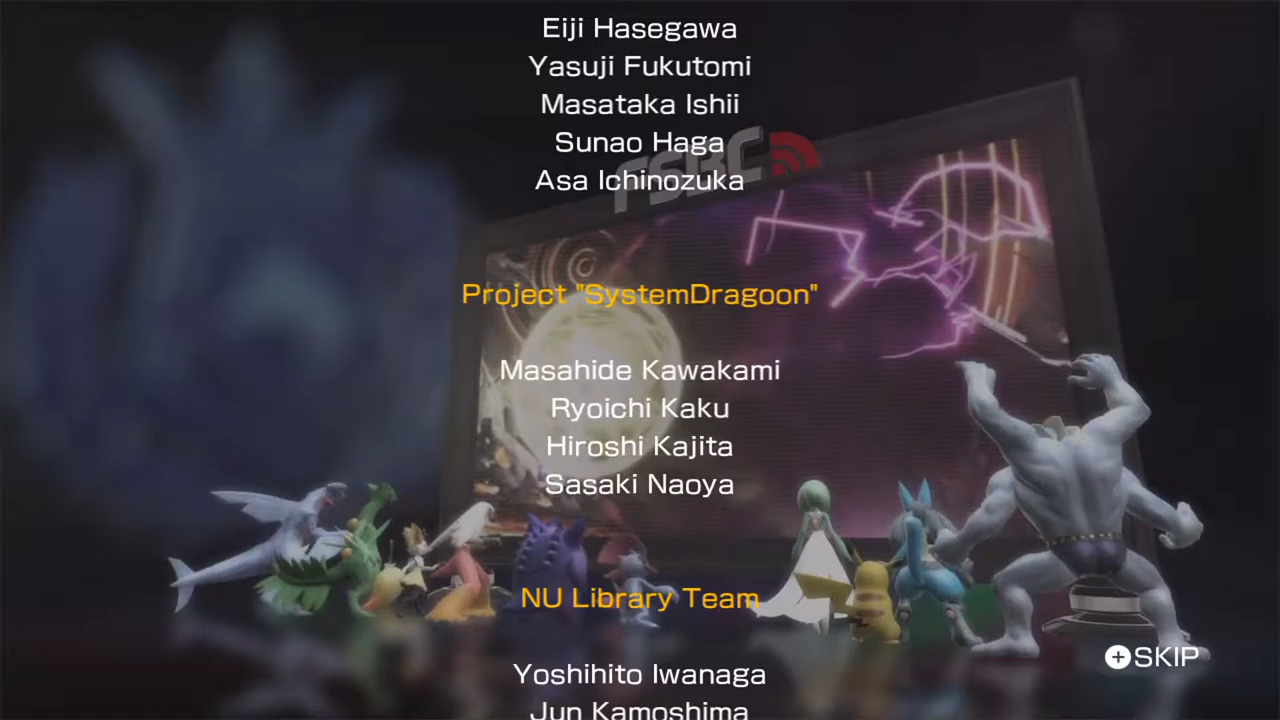 Eiji Hasegawa
Yasuji Fukutomi
Masataka Ishii
Sunao Haga
FSBC
Asa Ichinozuka
Project "SystemDragoon"
Masahide Kawakami
Ryoichi Kaku
Hiroshi Kajita
Sasaki Naoya
NU Library Team
+SKIP
Yoshihito Iwanaga
Jun Kamoshima